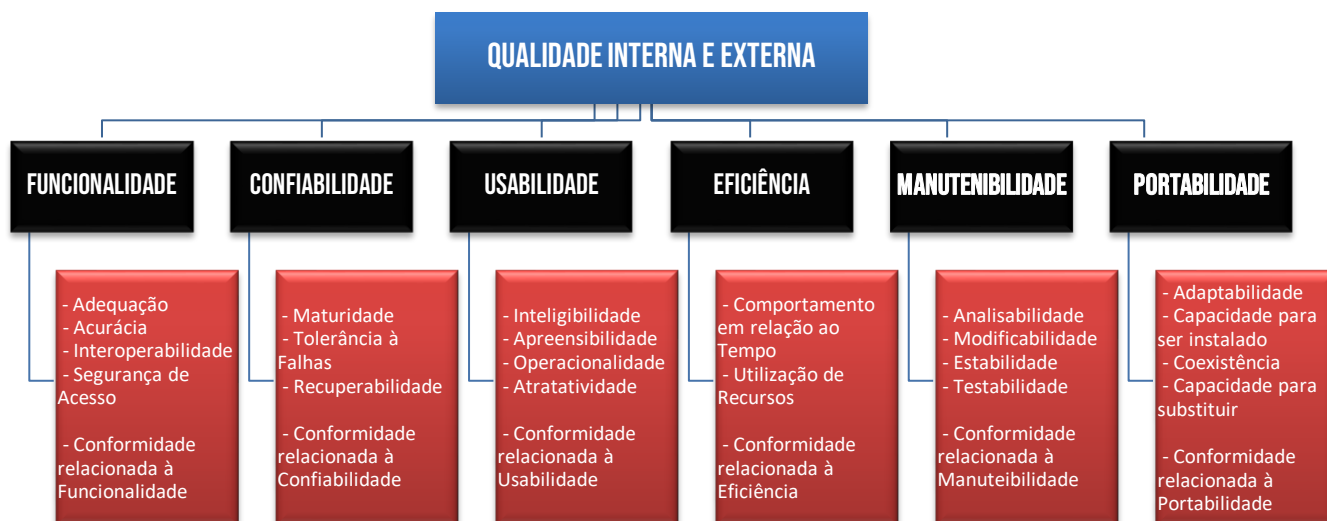 QUALIDADE INTERNA E EXTERNA
FUNCIONALIDADE
CONFIABILIDADE
USABILIDADE
EFICIÊNCIA
MANUTENIBILIDADE
PORTABILIDADE
- Adequação
- Acurácia
- Interoperabilidade
- Segurança de
Acesso
- Conformidade
relacionada à
Funcionalidade
- Maturidade
- Tolerância à
Falhas
- Recuperabilidade
- Conformidade
relacionada à
Confiabilidade
- Inteligibilidade
- Apreensibilidade
- Operacionalidade
- Atratatividade
- Conformidade
relacionada à
Usabilidade
- Comportamento
em relação ao
Tempo
- Utilização de
Recursos
- Conformidade
relacionada à
Eficiência
- Analisabilidade
- Modificabilidade
- Estabilidade
- Testabilidade
- Conformidade
relacionada à
Manuteibilidade
- Adaptabilidade
- Capacidade para
ser instalado
- Coexistência
- Capacidade para
substituir
- Conformidade
relacionada à
Portabilidade